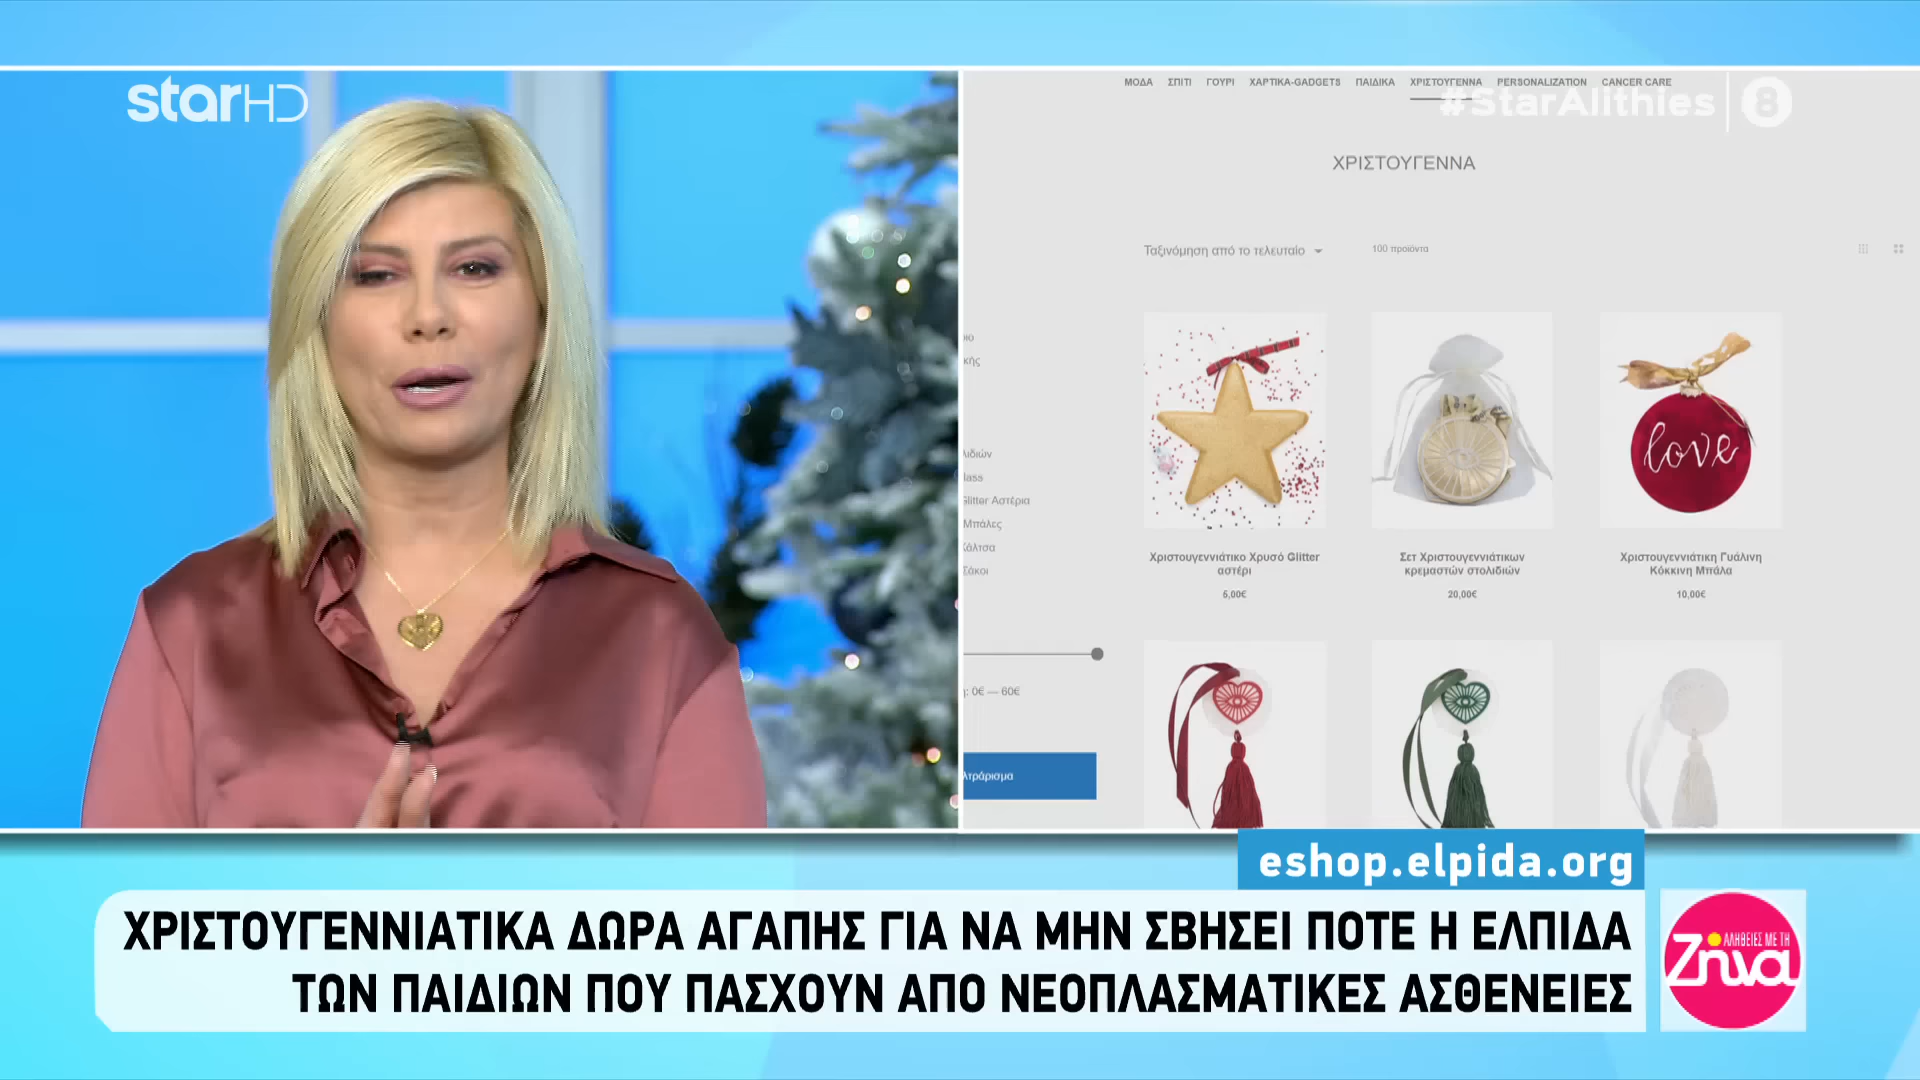 starHD
ΜΟΔΑ ΣΠΙΤΙ ΓΟΥΡΙ ΧΑΡΤΙΚΑ-GADGETS ΠΑΙΔΙΚΑ ΧΡΙΣΤΟΥΓΕΝΝΑ PERSONALIZATION CANCER CARE
#StarAlithies 8
ΧΡΙΣΤΟΥΓΕΝΝΑ
Ταξινόμηση από το τελευταίο
100 προϊόντα
Glitter Αστέρια
Μπάλες
Κάλτσα
Σάκοι
0€ — 60€
love
Χριστουγεννιάτικο Χρυσό Glitter
αστέρι
5,00€
Σετ Χριστουγεννιάτικων
κρεμαστών στολιδιών
20,00€
Χριστουγεννιάτικη Γυάλινη
Κόκκινη Μπάλα
10,00€
eshop.elpida.org
ΧΡΙΣΤΟΥΓΕΝΝΙΑΤΙΚΑ ΔΩΡΑ ΑΓΑΠΗΣ ΓΙΑ ΝΑ ΜΗΝ ΣΒΗΣΕΙ ΠΟΤΕ Η ΕΛΠΙΔΑ
ΤΩΝ ΠΑΙΔΙΩΝ ΠΟΥ ΠΑΣΧΟΥΝ ΑΠΟ ΝΕΟΠΛΑΣΜΑΤΙΚΕΣ ΑΣΘΕΝΕΙΕΣ
ΑΛΗΘΕΙΕΣ ΜΕ ΤΗ
Ζήνα